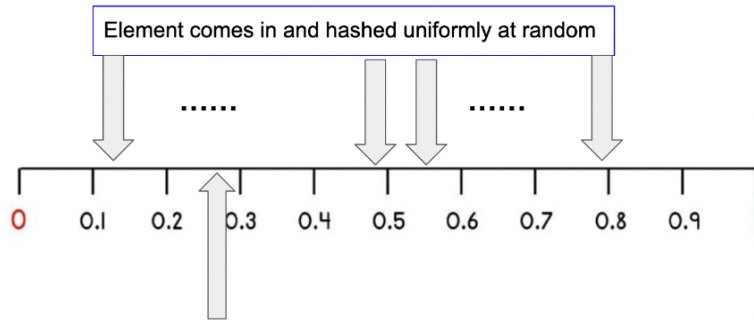 Element comes in and hashed uniformly at random
...... ......
0 0.1 0.2 0.3 0.4 0.5 0.6 0.7 0.8 0.9